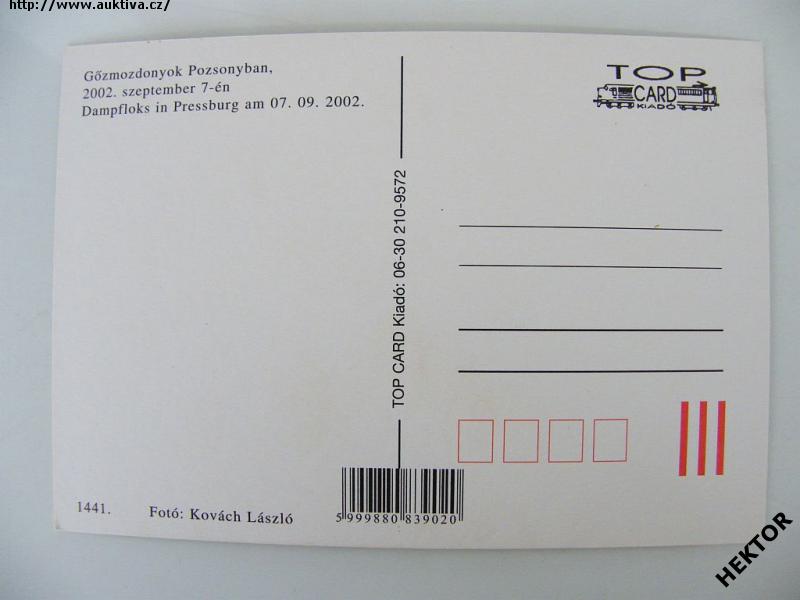 http://www.auktiva.cz/
Gőzmozdonyok Pozsonyban,
2002. szeptember 7-én
Dampfloks in Pressburg am 07. 09. 2002.
TOP
CARD
KIADÓ
TOP CARD Kiadó: 06-30 210-9572
1441.
Fotó: Kovách László
5 999880 839020
HEKTOR